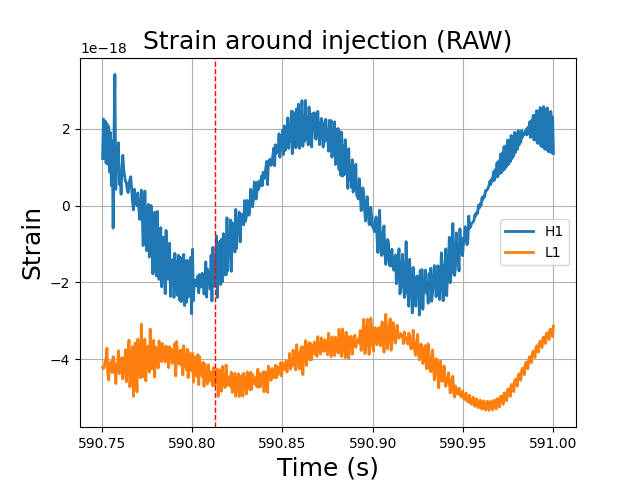 Strain around injection (RAW)
1e−18
2
0
−2
−4
Strain
H1
L1
590.75 590.80 590.85 590.90 590.95 591.00
Time (s)